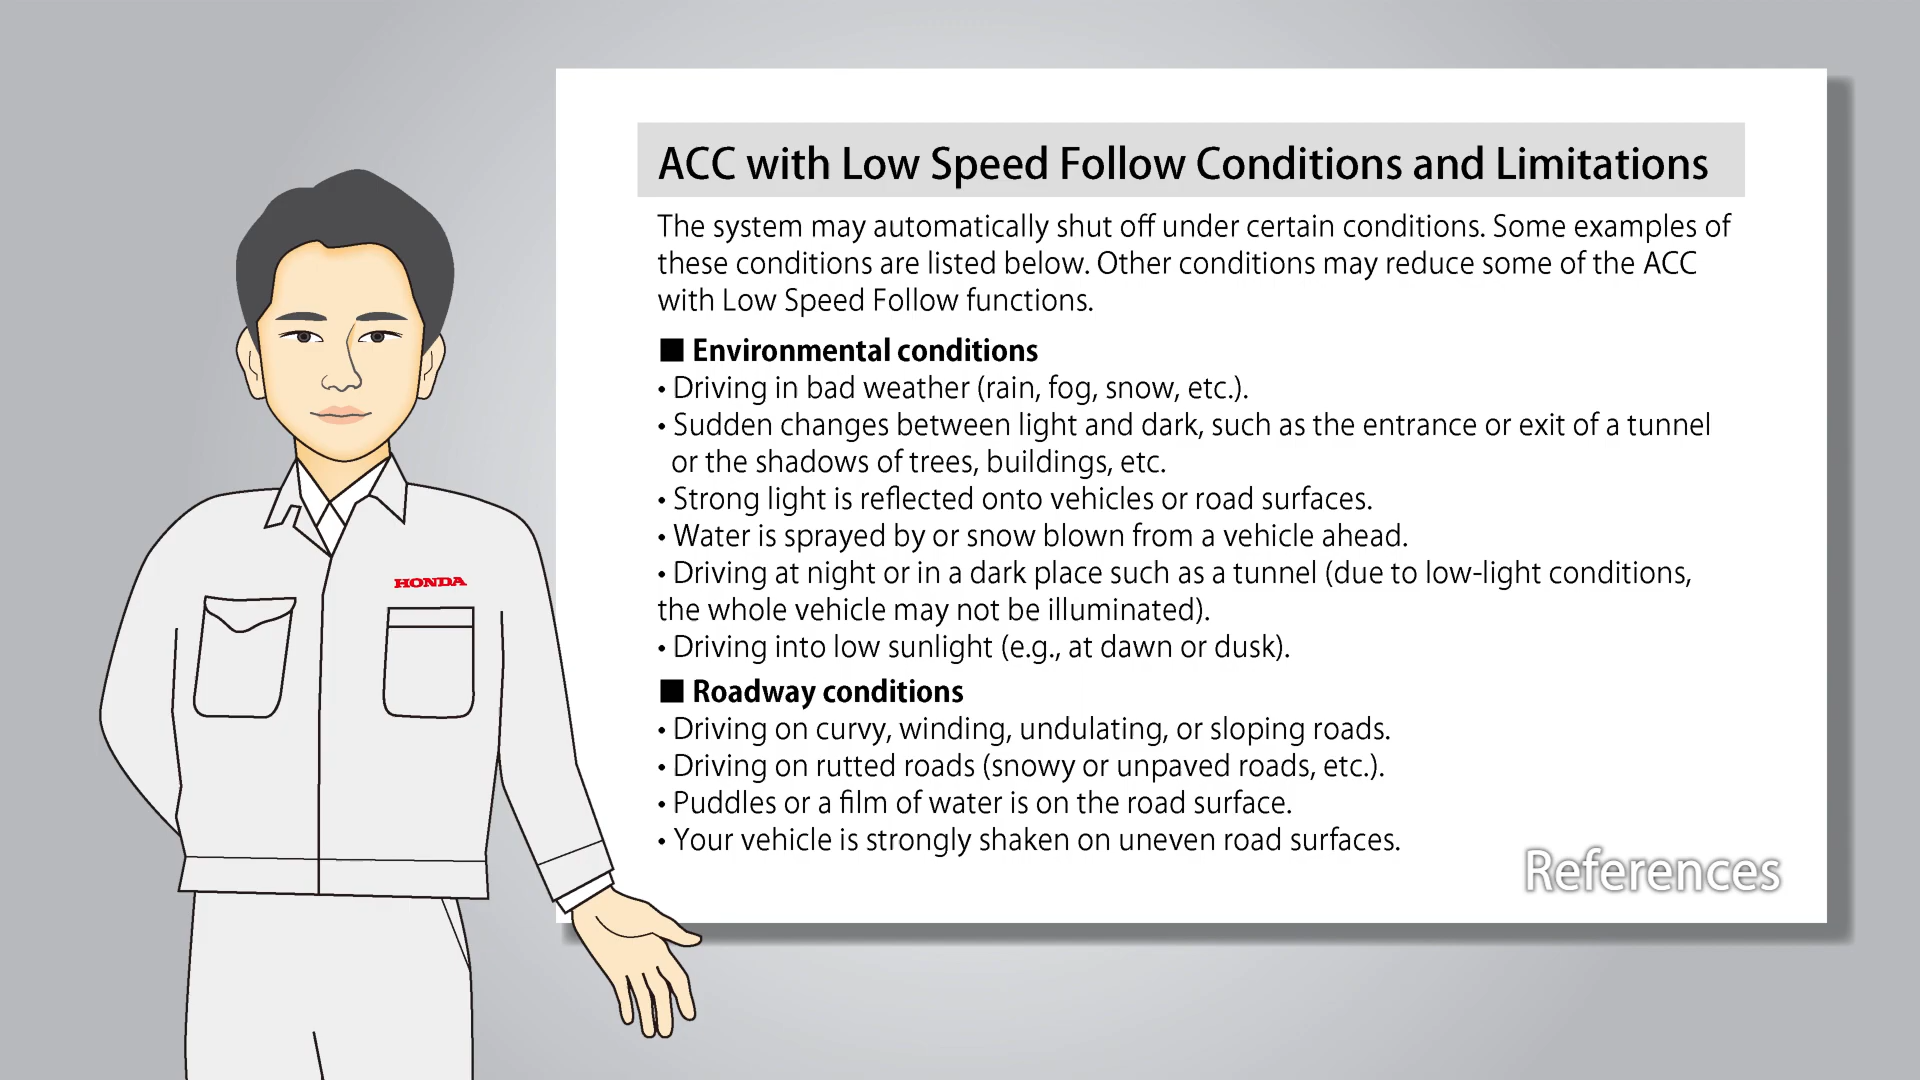 ACC with Low Speed Follow Conditions and Limitations
The system may automatically shut off under certain conditions. Some examples of
these conditions are listed below. Other conditions may reduce some of the ACC
with Low Speed Follow functions.
■ Environmental conditions
• Driving in bad weather (rain, fog, snow, etc.).
• Sudden changes between light and dark, such as the entrance or exit of a tunnel
or the shadows of trees, buildings, etc.
• Strong light is reflected onto vehicles or road surfaces.
• Water is sprayed by or snow blown from a vehicle ahead.
• Driving at night or in a dark place such as a tunnel (due to low-light conditions,
the whole vehicle may not be illuminated).
• Driving into low sunlight (e.g., at dawn or dusk).
■ Roadway conditions
• Driving on curvy, winding, undulating, or sloping roads.
• Driving on rutted roads (snowy or unpaved roads, etc.).
• Puddles or a film of water is on the road surface.
• Your vehicle is strongly shaken on uneven road surfaces.
References
HONDA